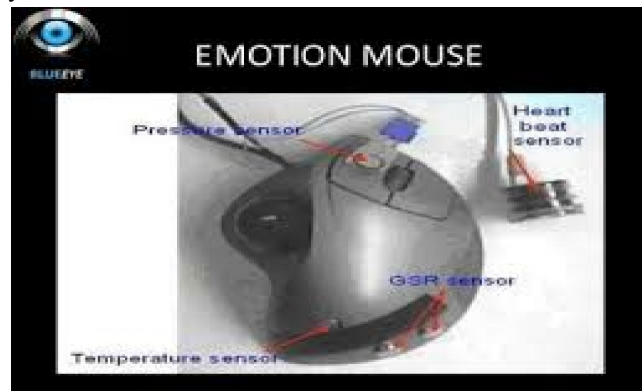 BLUEEYE
EMOTION MOUSE
Pressure sensor
Heart
beat
sensor
GSR sensor
Temperature sensor